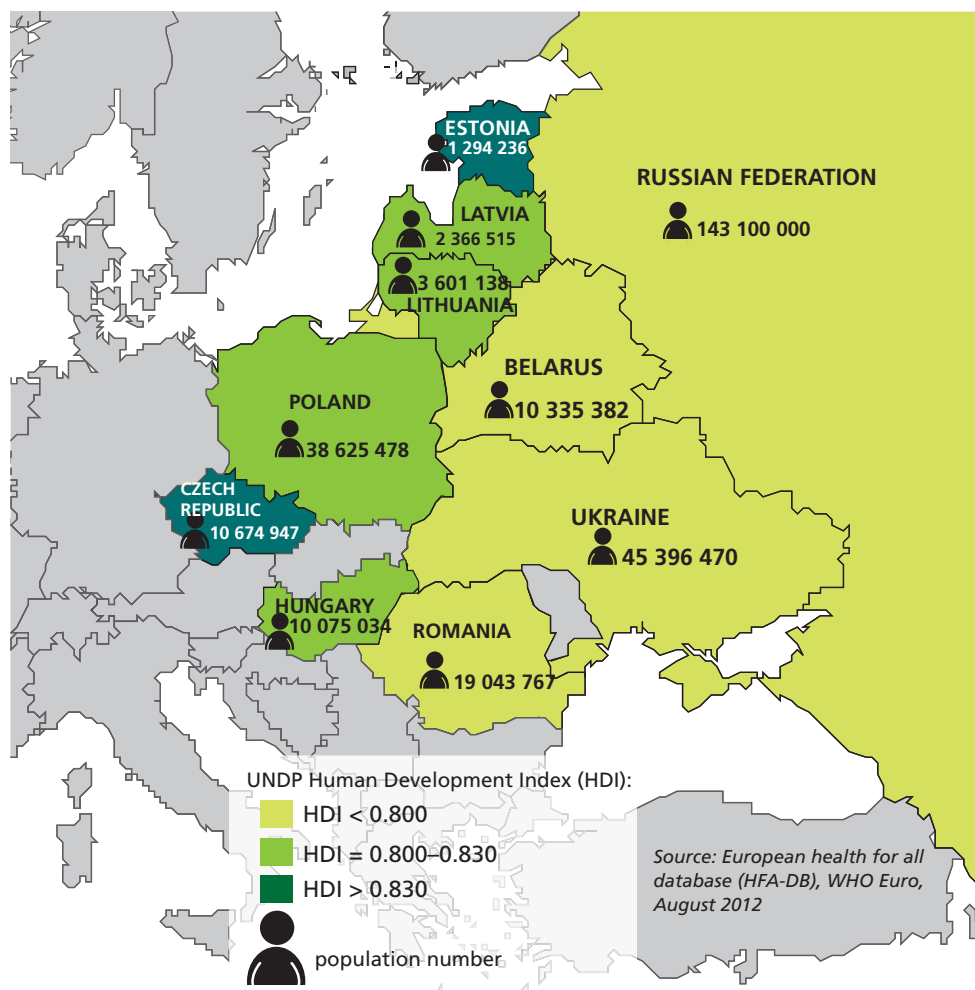 ESTONIA
1 294 236
RUSSIAN FEDERATION
143 100 000
LATVIA
2 366 515
3 601 138
LITHUANIA
BELARUS
10 335 382
POLAND
38 625 478
CZECH
REPUBLIC
10 674 947
UKRAINE
45 396 470
HUNGARY
10 075 034
ROMANIA
19 043 767
UNDP Human Development Index (HDI):
HDI < 0.800
HDI = 0.800–0.830
HDI > 0.830
population number
Source: European health for all
database (HFA-DB), WHO Euro,
August 2012